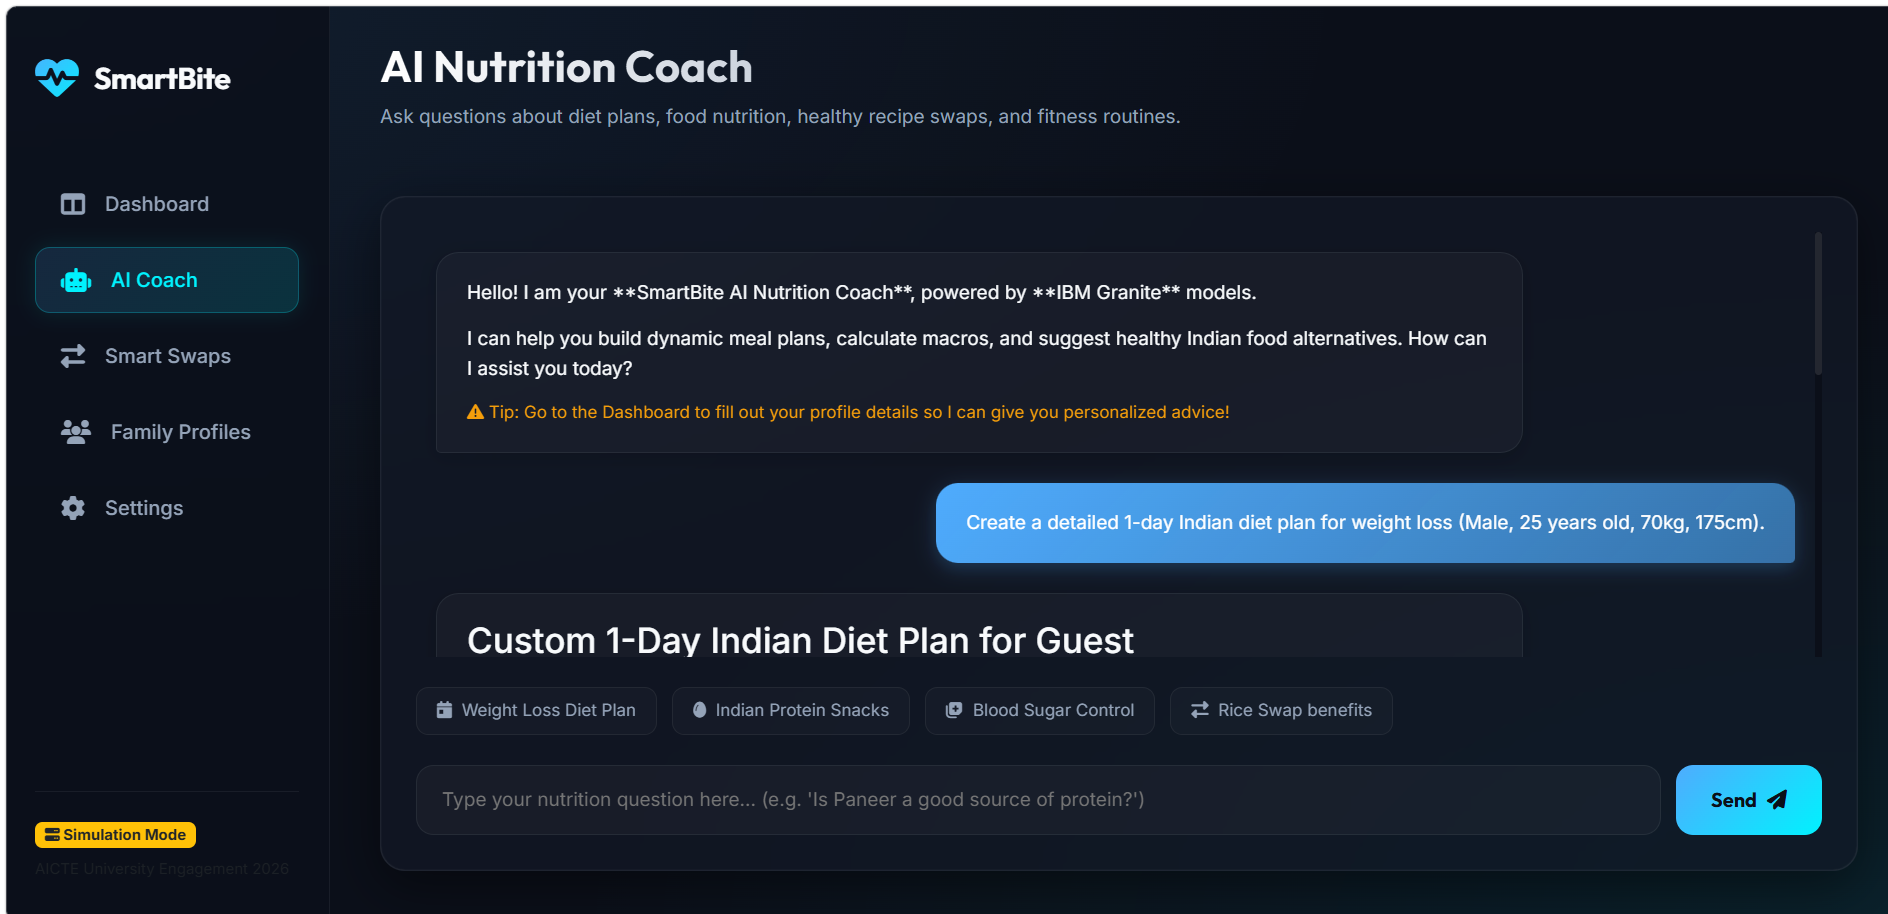 SmartBite
Dashboard
AI Coach
Smart Swaps
Family Profiles
Settings
Simulation Mode
AICTE University Engagement 2026
AI Nutrition Coach
Ask questions about diet plans, food nutrition, healthy recipe swaps, and fitness routines.
Hello! I am your **SmartBite AI Nutrition Coach**, powered by **IBM Granite** models.
I can help you build dynamic meal plans, calculate macros, and suggest healthy Indian food alternatives. How can
I assist you today?
Tip: Go to the Dashboard to fill out your profile details so I can give you personalized advice!
Create a detailed 1-day Indian diet plan for weight loss (Male, 25 years old, 70kg, 175cm).
Custom 1-Day Indian Diet Plan for Guest
Weight Loss Diet Plan
Indian Protein Snacks
Blood Sugar Control
Rice Swap benefits
Type your nutrition question here... (e.g. 'Is Paneer a good source of protein?')
Send